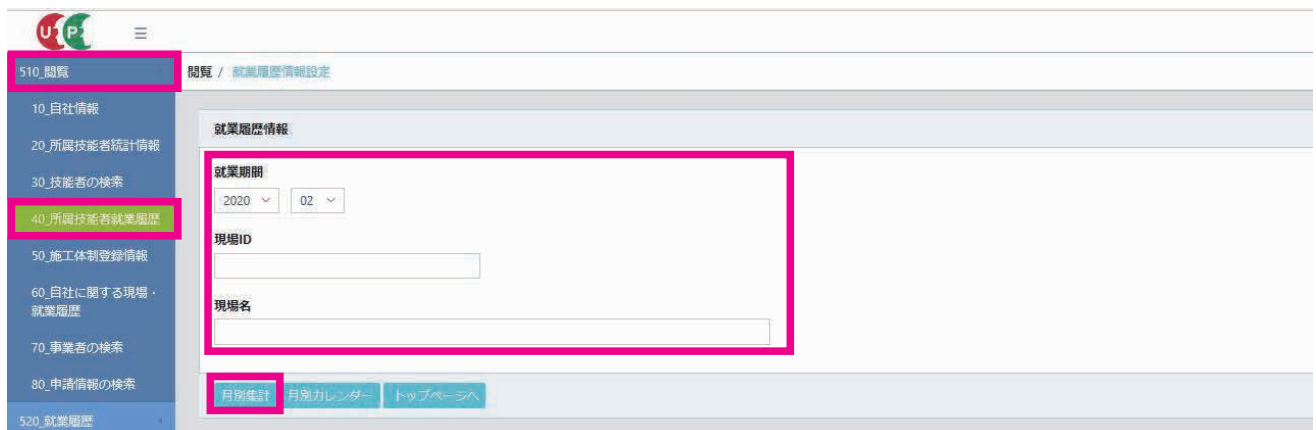 510_閲覧
閲覧 / 就業履歴情報設定
10_自社情報
20_所属技能者統計情報
30_技能者の検索
40_所属技能者就業履歴
50_施工体制登録情報
60_自社に関する現場・
就業履歴
70_事業者の検索
80_申請情報の検索
520_就業履歴
就業履歴情報
就業期間
2020 02
現場ID
現場名
月別集計 月別カレンダー トップページへ